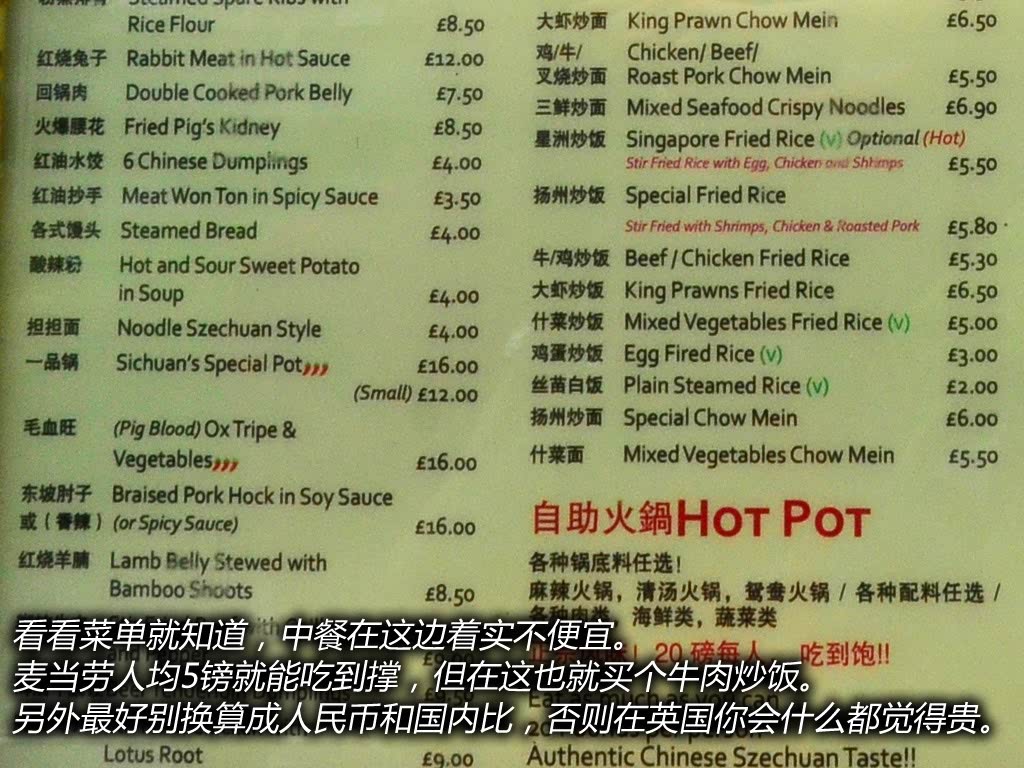 Steamed Spare Ribs with
Rice Flour £8.50
红烧兔子 Rabbit Meat in Hot Sauce £12.00
回锅肉 Double Cooked Pork Belly £7.50
火爆腰花 Fried Pig's Kidney £8.50
红油水饺 6 Chinese Dumplings £4.00
红油抄手 Meat Won Ton in Spicy Sauce £3.50
各式馒头 Steamed Bread £4.00
酸辣粉 Hot and Sour Sweet Potato
in Soup £4.00
担担面 Noodle Szechuan Style £4.00
一品锅 Sichuan's Special Pot £16.00
(Small) £12.00
毛血旺 (Pig Blood) Ox Tripe &
Vegetables £16.00
东坡肘子 Braised Pork Hock in Soy Sauce
或（香辣） (or Spicy Sauce) £16.00
红烧羊腩 Lamb Belly Stewed with
Bamboo Shoots £8.50
Lotus Root £9.00
大虾炒面 King Prawn Chow Mein £6.50
鸡/牛/ Chicken/ Beef/
叉烧炒面 Roast Pork Chow Mein £5.50
三鲜炒面 Mixed Seafood Crispy Noodles £6.90
星洲炒饭 Singapore Fried Rice (v) Optional (Hot)
Stir Fried Rice with Egg, Chicken and Shrimps £5.50
扬州炒饭 Special Fried Rice
Stir Fried with Shrimps, Chicken & Roasted Pork £5.80
牛/鸡炒饭 Beef / Chicken Fried Rice £5.30
大虾炒饭 King Prawns Fried Rice £6.50
什菜炒饭 Mixed Vegetables Fried Rice (v) £5.00
鸡蛋炒饭 Egg Fired Rice (v) £3.00
丝苗白饭 Plain Steamed Rice (v) £2.00
扬州炒面 Special Chow Mein £6.00
什菜面 Mixed Vegetables Chow Mein £5.50
自助火鍋 HOT POT
各种锅底料任选！
麻辣火锅，清汤火锅，鸳鸯火锅 / 各种配料任选 /
各种肉类，海鲜类，蔬菜类
20 磅每人 吃到饱!!
Eat as much as you can
Authentic Chinese Szechuan Taste!!
看看菜单就知道，中餐在这边着实不便宜。
麦当劳人均5镑就能吃到撑，但在这也就买个牛肉炒饭。
另外最好别换算成人民币和国内比，否则在英国你会什么都觉得贵。